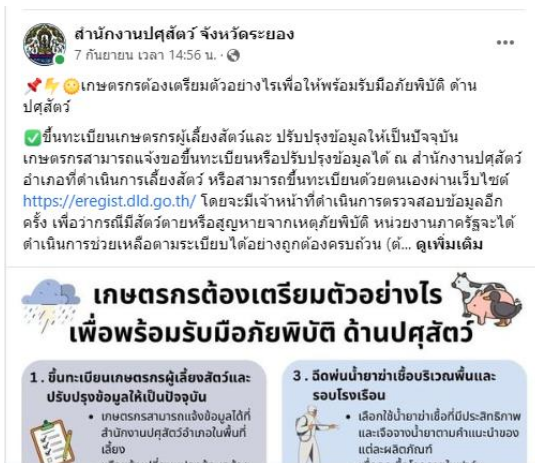 สำนักงานปศุสัตว์ จังหวัดระยอง
7 กันยายน เวลา 14:56 น. ·
📌⚡😳เกษตรกรต้องเตรียมตัวอย่างไรเพื่อให้พร้อมรับมือภัยพิบัติ ด้าน
ปศุสัตว์
✅ขึ้นทะเบียนเกษตรกรผู้เลี้ยงสัตว์และ ปรับปรุงข้อมูลให้เป็นปัจจุบัน
เกษตรกรสามารถแจ้งขอขึ้นทะเบียนหรือปรับปรุงข้อมูลได้ ณ สำนักงานปศุสัตว์
อำเภอที่ดำเนินการเลี้ยงสัตว์ หรือสามารถขึ้นทะเบียนด้วยตนเองผ่านเว็บไซต์
https://eregist.dld.go.th/ โดยจะมีเจ้าหน้าที่ดำเนินการตรวจสอบข้อมูลอีก
ครั้ง เพื่อว่ากรณีมีสัตว์ตายหรือสูญหายจากเหตุภัยพิบัติ หน่วยงานภาครัฐจะได้
ดำเนินการช่วยเหลือตามระเบียบได้อย่างถูกต้องครบถ้วน (ต้... ดูเพิ่มเติม
เกษตรกรต้องเตรียมตัวอย่างไร
เพื่อพร้อมรับมือภัยพิบัติ ด้านปศุสัตว์
1. ขึ้นทะเบียนเกษตรกรผู้เลี้ยงสัตว์และ
ปรับปรุงข้อมูลให้เป็นปัจจุบัน
• เกษตรกรสามารถแจ้งข้อมูลได้ที่
สำนักงานปศุสัตว์อำเภอในพื้นที่
เลี้ยง
3. ฉีดพ่นน้ำยาฆ่าเชื้อบริเวณพื้นและ
รอบโรงเรือน
• เลือกใช้น้ำยาฆ่าเชื้อที่มีประสิทธิภาพ
และเจือจางน้ำยาตามคำแนะนำของ
แต่ละผลิตภัณฑ์